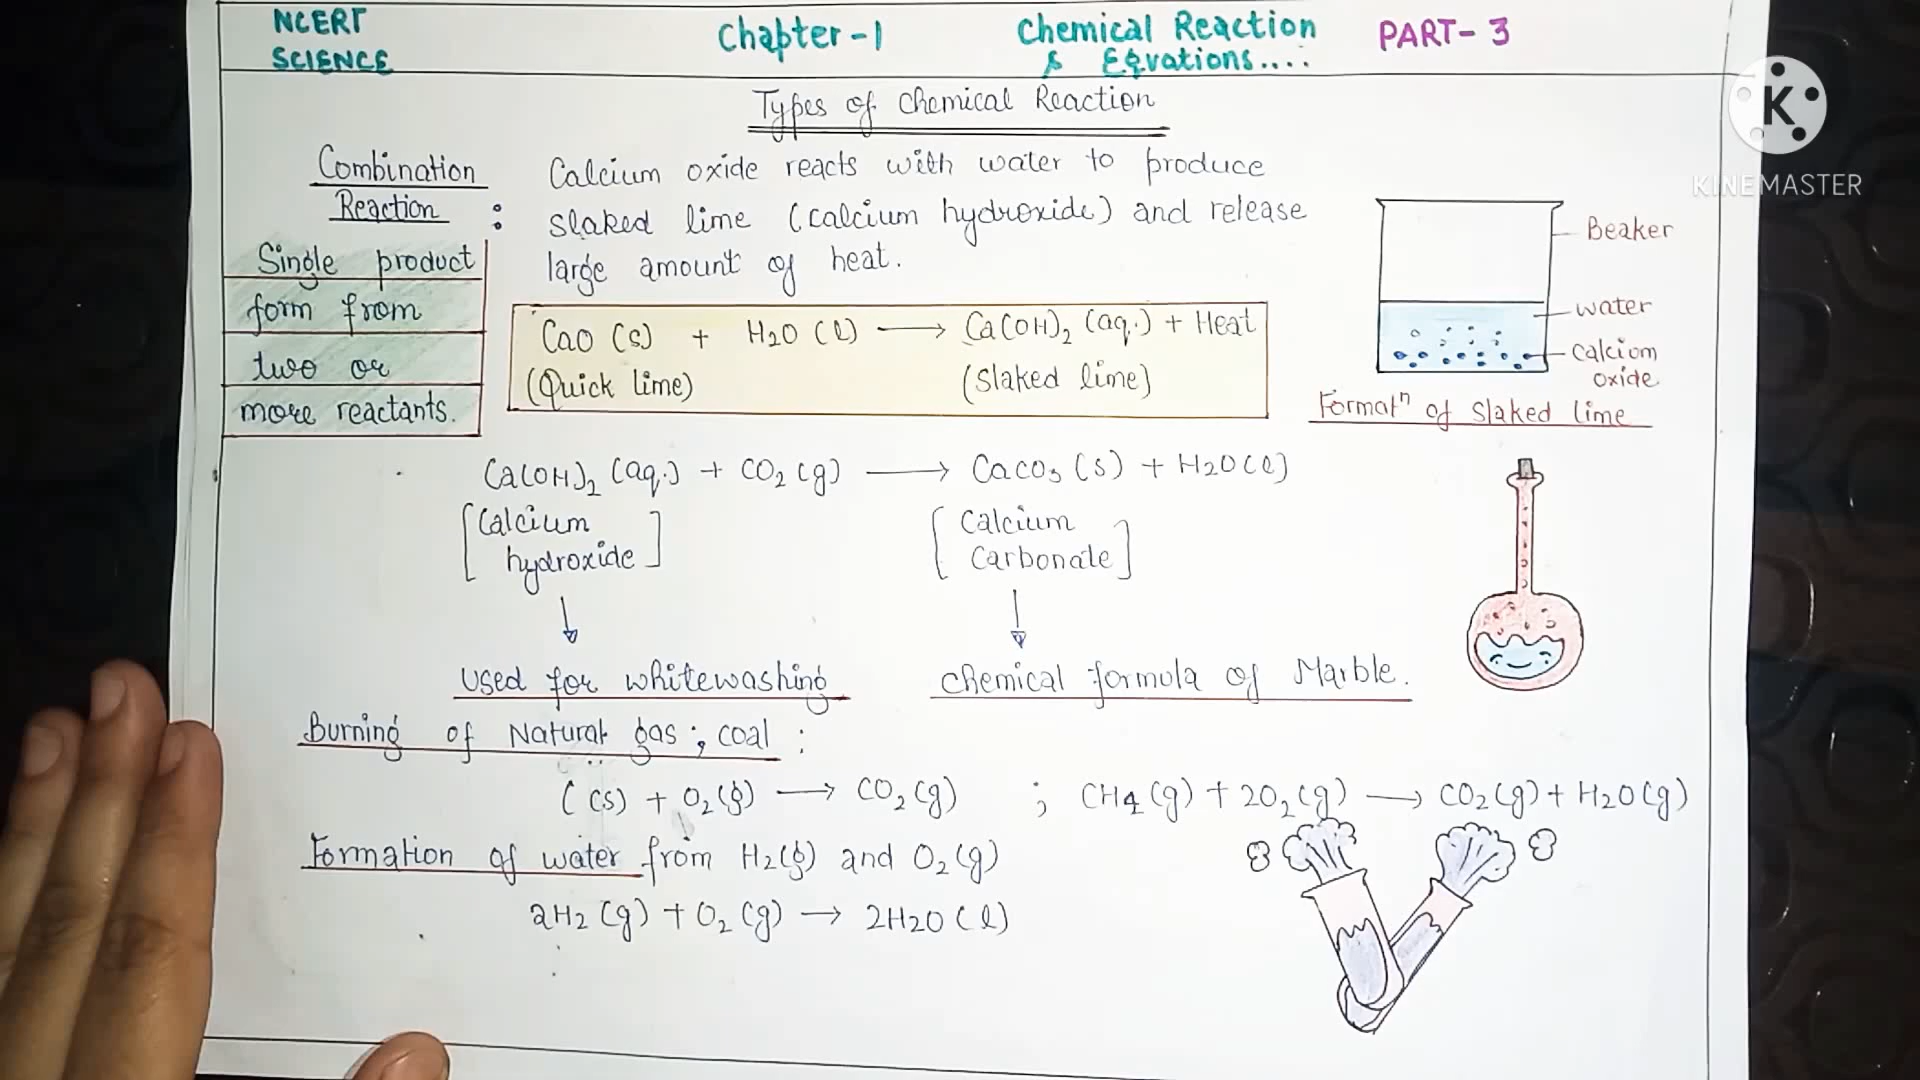 NCERT
SCIENCE
Chapter-1
Chemical Reaction
& Equations....
PART-3
K
KINEMASTER
Types of Chemical Reaction
Combination
Reaction :
Calcium oxide reacts with water to produce
slaked lime (calcium hydroxide) and release
large amount of heat.
Single product
form from
two or
more reactants.
CaO (s) + H2O (l) ⟶ Ca(OH)2 (aq.) + Heat
(Quick lime) (Slaked lime)
Beaker
water
calcium
oxide
Formatⁿ of slaked lime
Ca(OH)2 (aq.) + CO2 (g) ⟶ CaCO3 (s) + H2O(l)
[Calcium
hydroxide]
[Calcium
Carbonate]
used for whitewashing
chemical formula of Marble.
Burning of Natural gas ; coal :
C(s) + O2(g) ⟶ CO2(g) ; CH4(g) + 2O2(g) ⟶ CO2(g) + H2O(g)
Formation of water from H2(g) and O2(g)
2H2 (g) + O2 (g) → 2H2O (l)